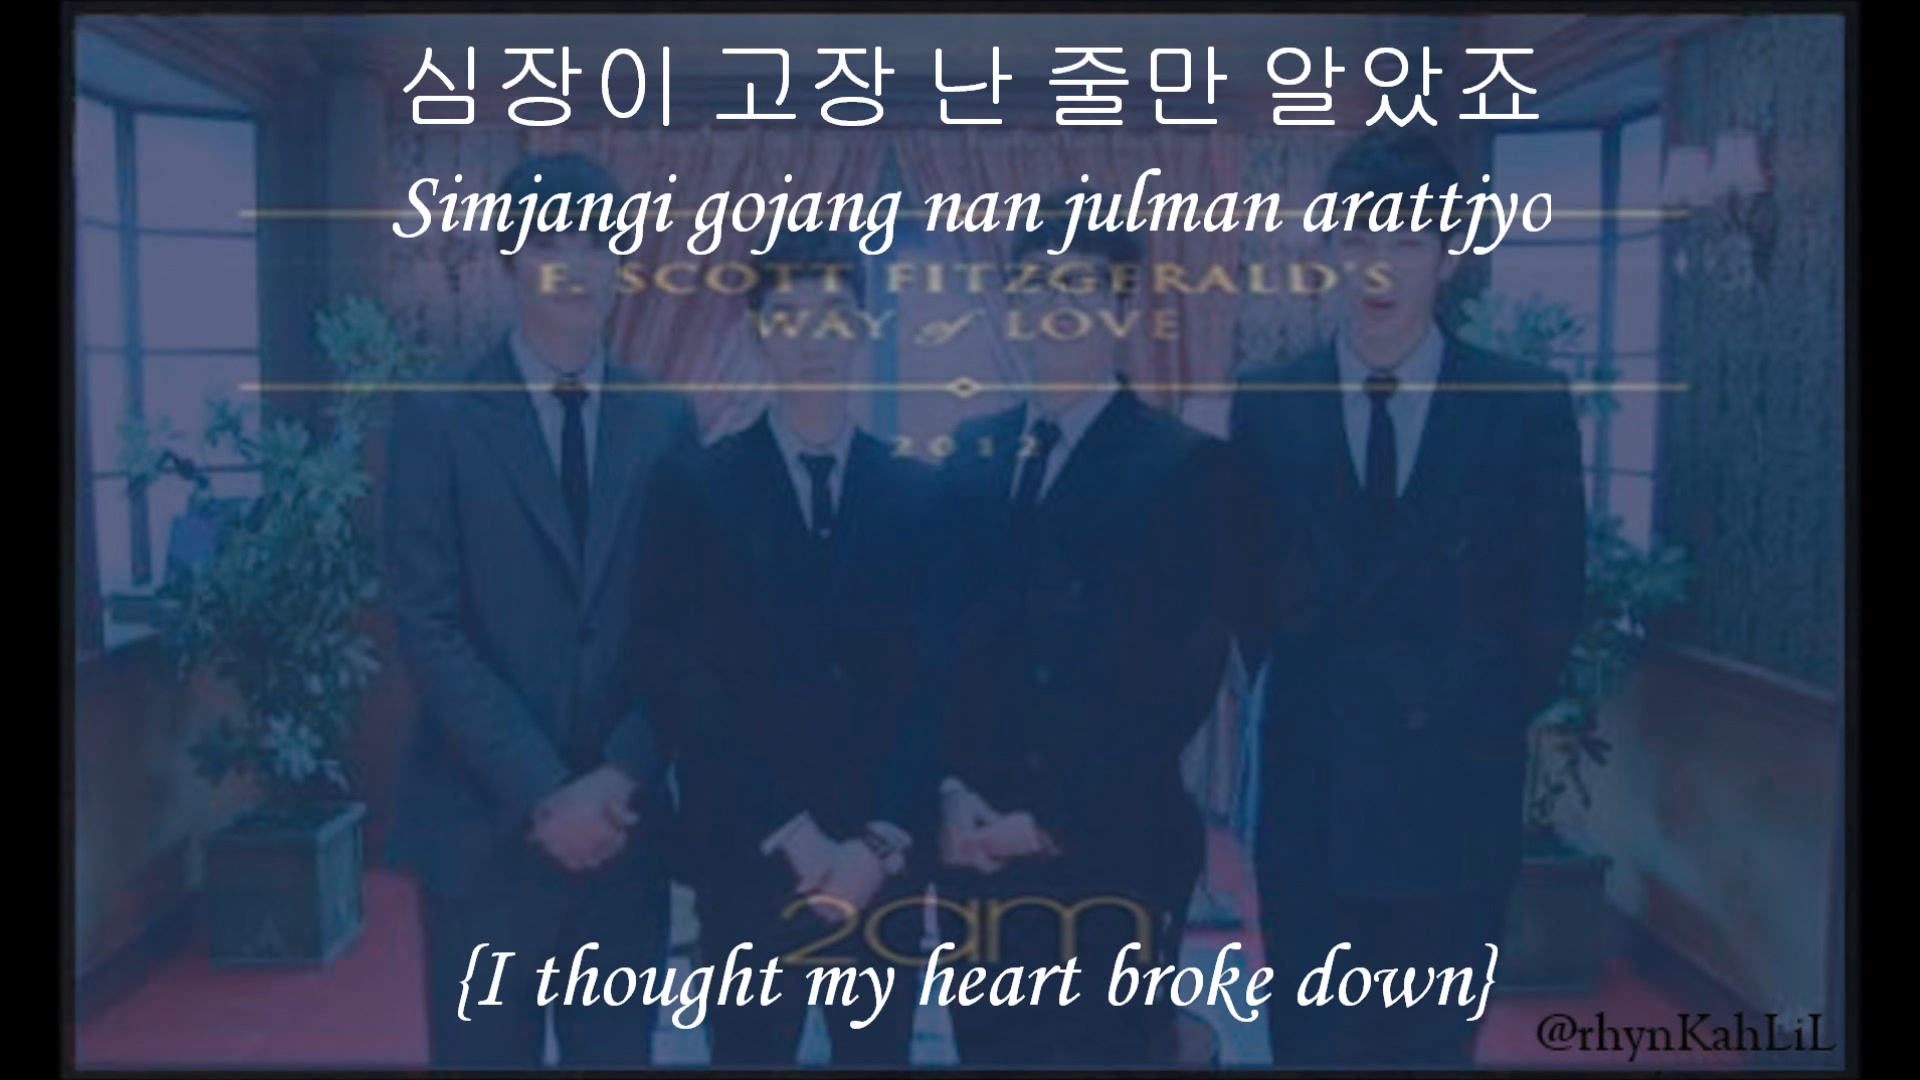 심장이 고장 난 줄만 알았죠
Simjangi gojang nan julman arattjyo
F. SCOTT FITZGERALD'S
WAY of LOVE
2012
2am
{I thought my heart broke down}
@rhynKahLiL